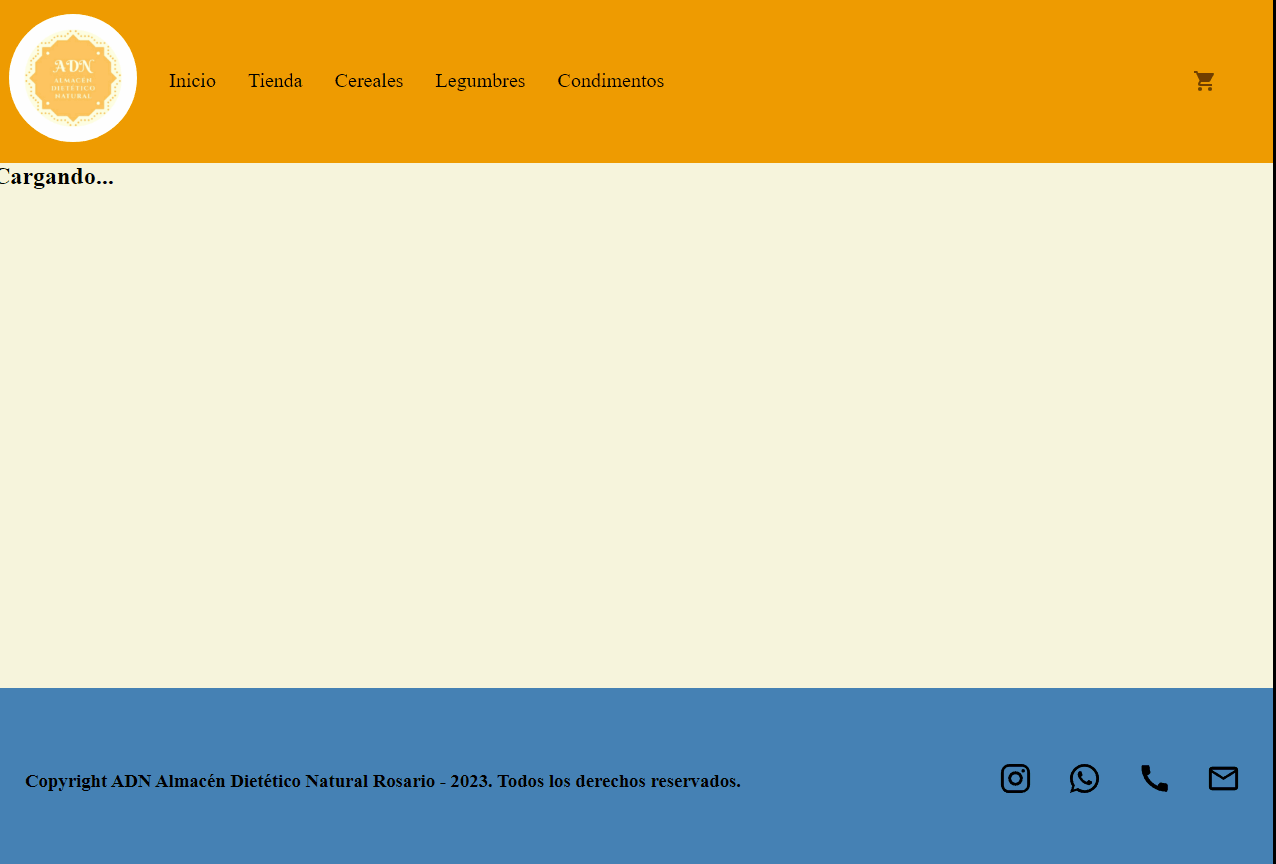 ADN
ALMACÉN
DIETÉTICO
NATURAL
Inicio Tienda Cereales Legumbres Condimentos
Cargando...
Copyright ADN Almacén Dietético Natural Rosario - 2023. Todos los derechos reservados.